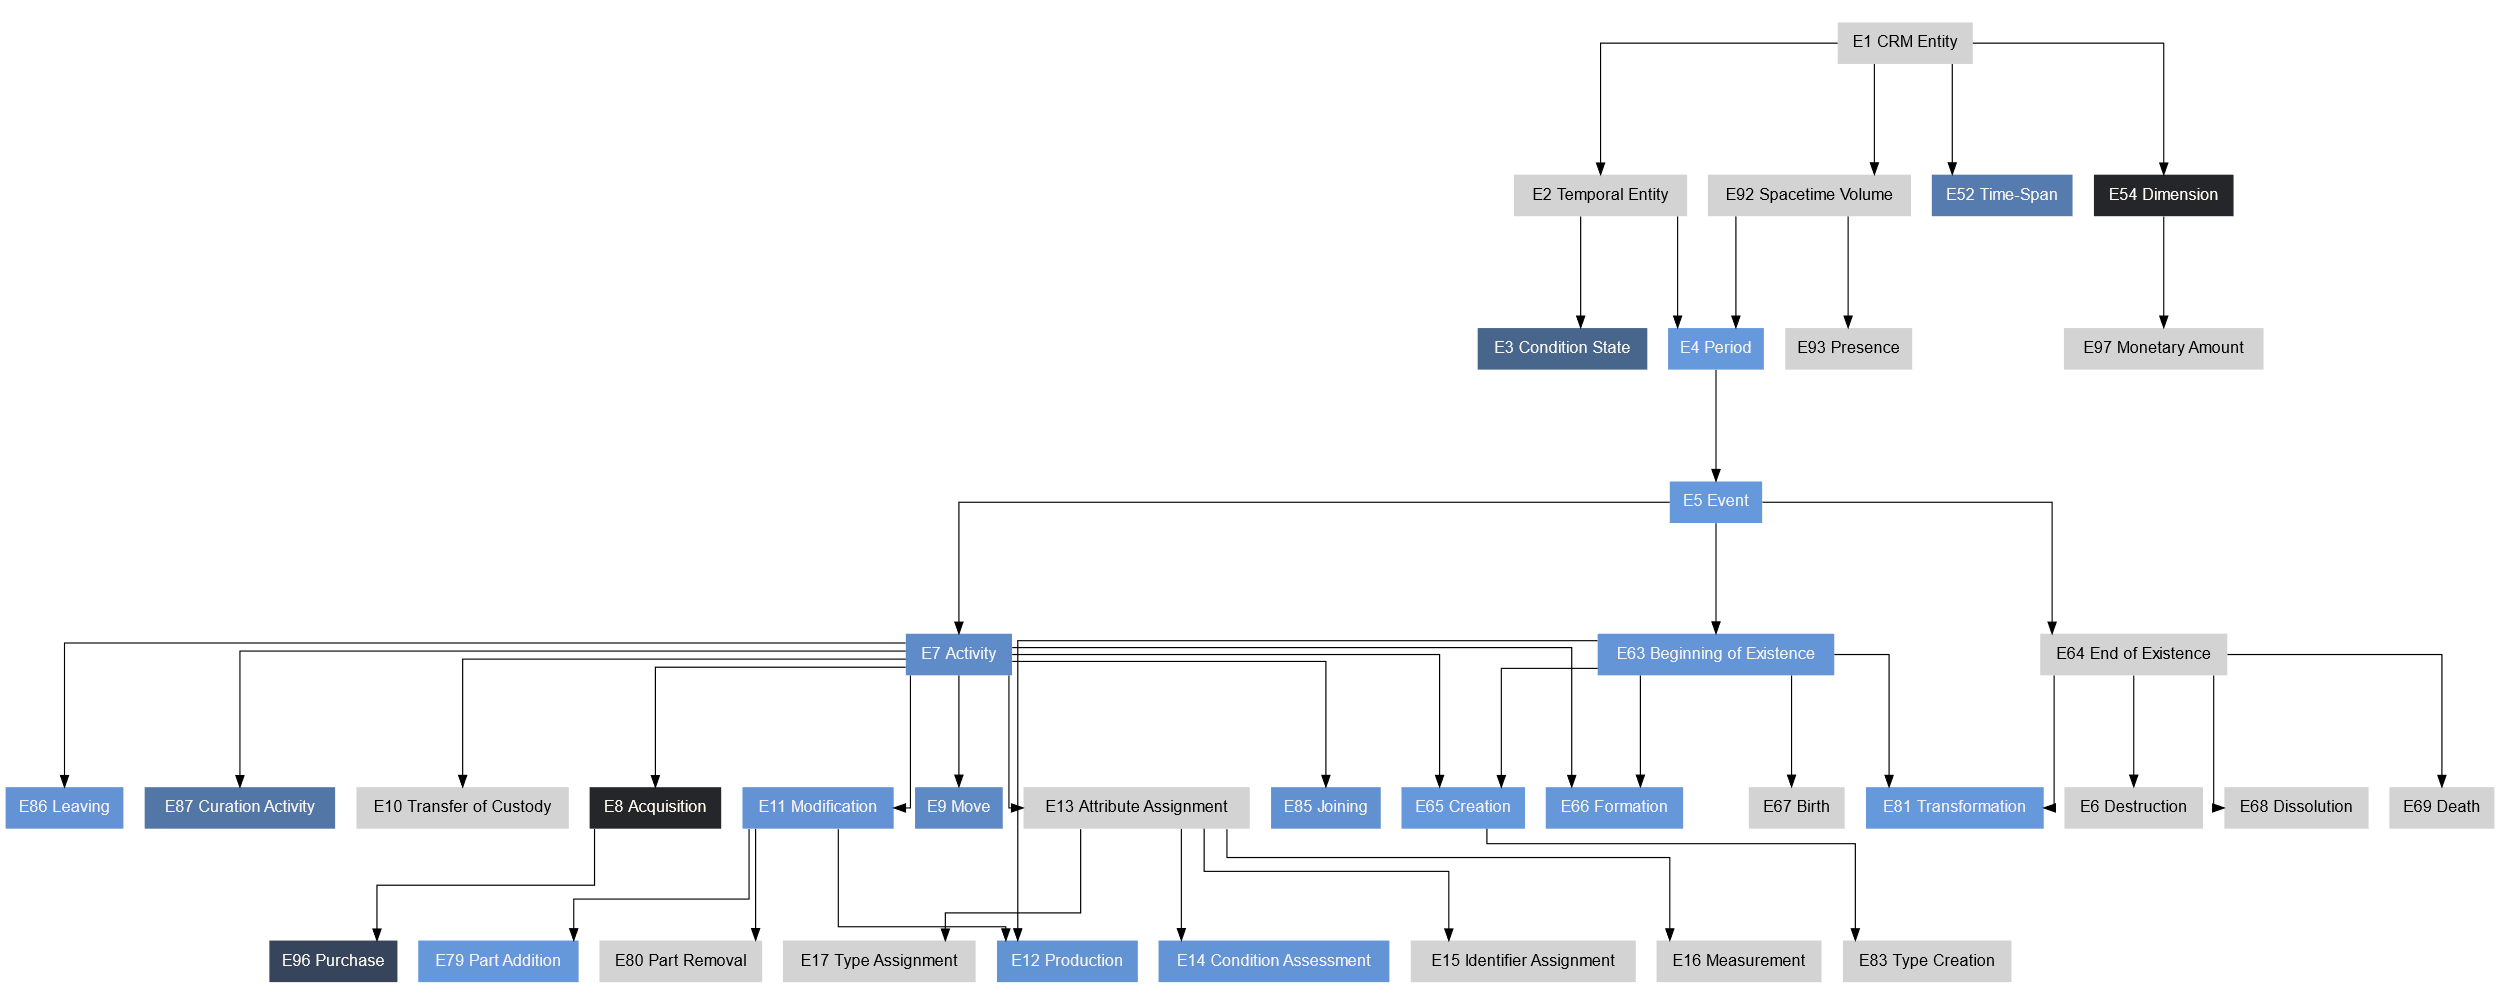 E1 CRM Entity
E2 Temporal Entity
E92 Spacetime Volume
E52 Time-Span
E54 Dimension
E3 Condition State
E4 Period
E93 Presence
E97 Monetary Amount
E5 Event
E7 Activity
E63 Beginning of Existence
E64 End of Existence
E86 Leaving
E87 Curation Activity
E10 Transfer of Custody
E8 Acquisition
E11 Modification
E9 Move
E13 Attribute Assignment
E85 Joining
E65 Creation
E66 Formation
E67 Birth
E81 Transformation
E6 Destruction
E68 Dissolution
E69 Death
E96 Purchase
E79 Part Addition
E80 Part Removal
E17 Type Assignment
E12 Production
E14 Condition Assessment
E15 Identifier Assignment
E16 Measurement
E83 Type Creation